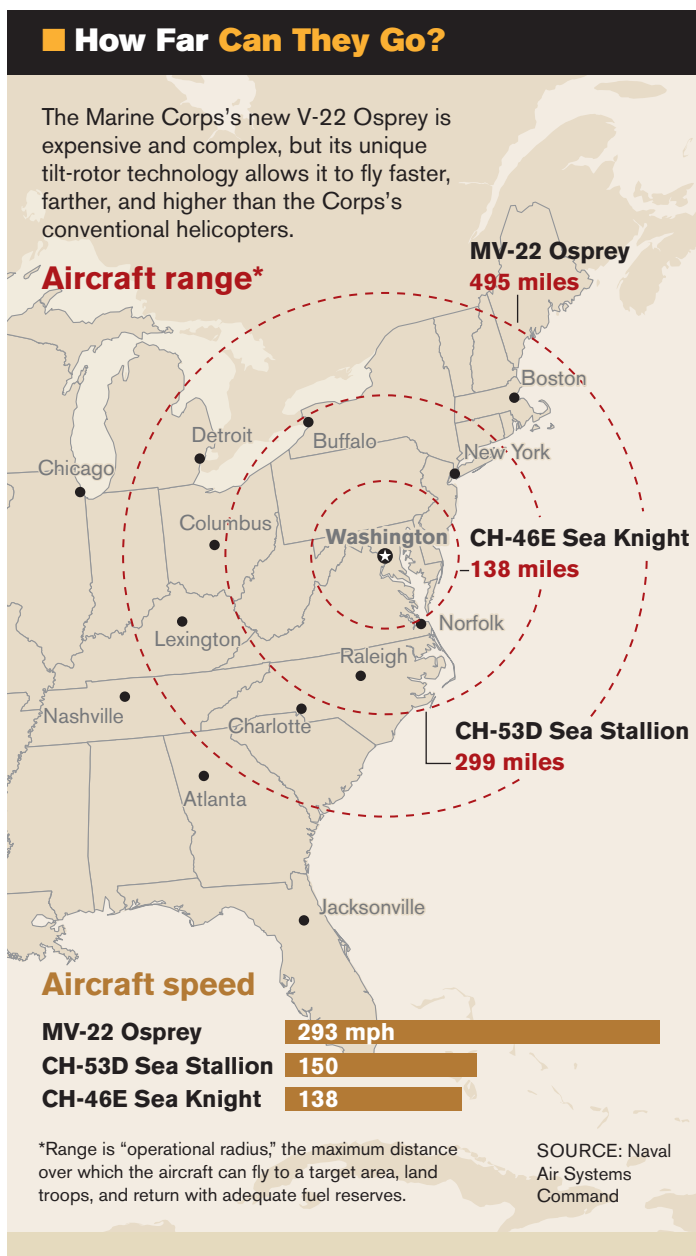 How Far Can They Go?
The Marine Corps's new V-22 Osprey is
expensive and complex, but its unique
tilt-rotor technology allows it to fly faster,
farther, and higher than the Corps's
conventional helicopters.
Aircraft range*
MV-22 Osprey
495 miles
Boston
Detroit
Buffalo
New York
Chicago
Columbus
Washington
CH-46E Sea Knight
138 miles
Norfolk
Lexington
Raleigh
Nashville
Charlotte
CH-53D Sea Stallion
299 miles
Atlanta
Jacksonville
Aircraft speed
MV-22 Osprey 293 mph
CH-53D Sea Stallion 150
CH-46E Sea Knight 138
*Range is “operational radius,” the maximum distance
over which the aircraft can fly to a target area, land
troops, and return with adequate fuel reserves.
SOURCE: Naval
Air Systems
Command